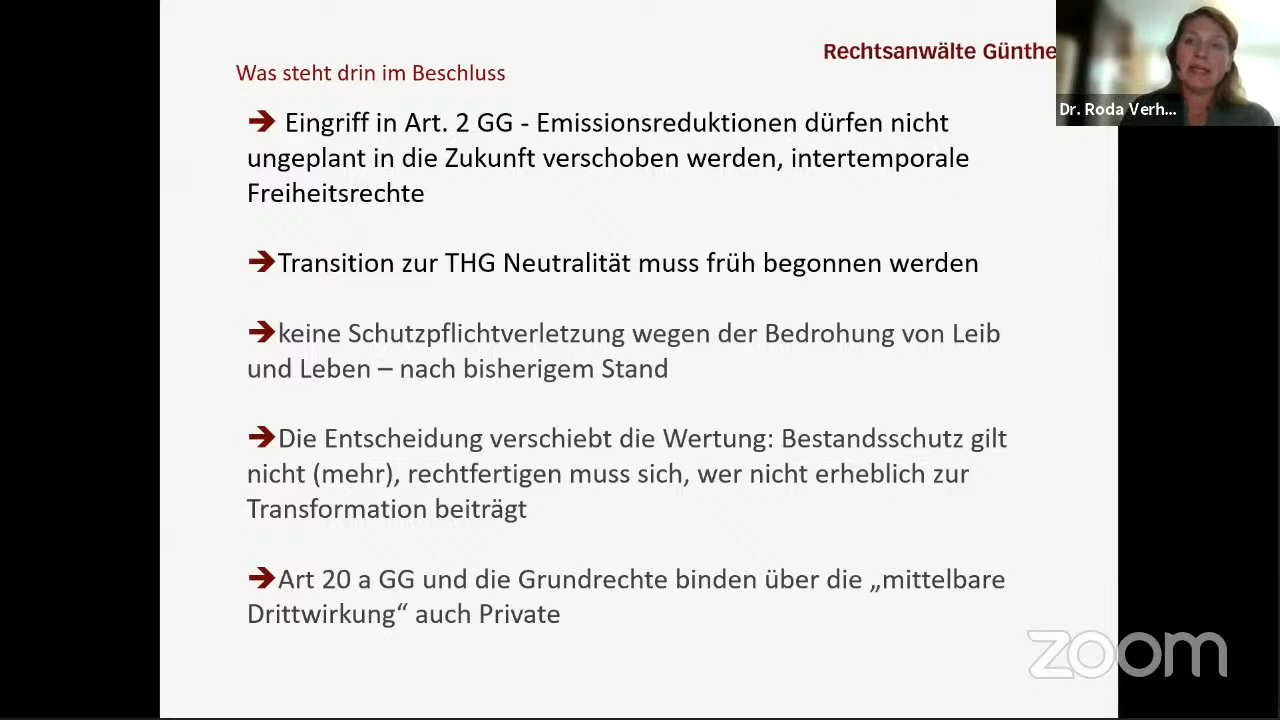 Rechtsanwälte Günthe
Dr. Roda Verh...
Was steht drin im Beschluss
➔ Eingriff in Art. 2 GG - Emissionsreduktionen dürfen nicht
ungeplant in die Zukunft verschoben werden, intertemporale
Freiheitsrechte
➔Transition zur THG Neutralität muss früh begonnen werden
➔keine Schutzpflichtverletzung wegen der Bedrohung von Leib
und Leben – nach bisherigem Stand
➔Die Entscheidung verschiebt die Wertung: Bestandsschutz gilt
nicht (mehr), rechtfertigen muss sich, wer nicht erheblich zur
Transformation beiträgt
➔Art 20 a GG und die Grundrechte binden über die „mittelbare
Drittwirkung“ auch Private
zoom